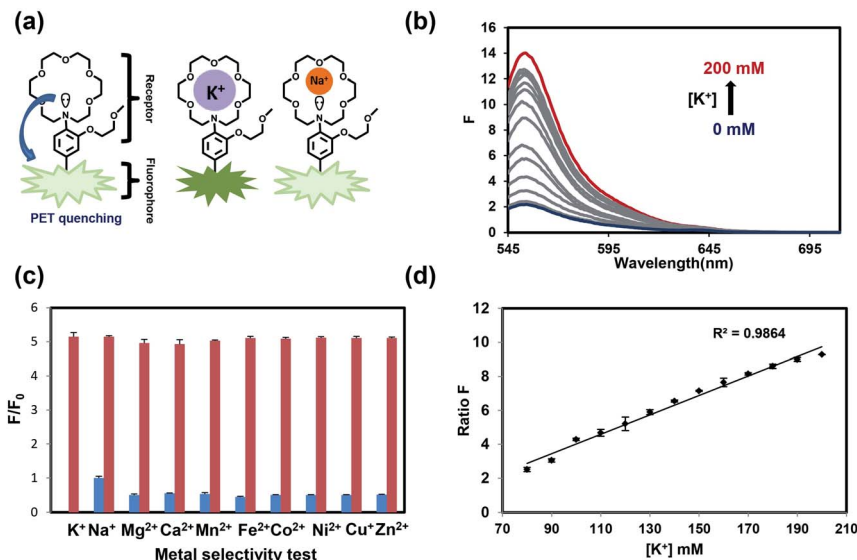 (a)
O
O
O
O
O
N
O
O
Receptor
Fluorophore
PET quenching
K⁺
O
O
O
O
O
N
O
O
Na⁺
O
O
O
O
O
N
O
O
(b)
F
16
14
12
10
8
6
4
2
0
200 mM
[K⁺]
0 mM
545 595 645 695
Wavelength(nm)
(c)
F/F₀
6
5
4
3
2
1
0
K⁺ Na⁺ Mg²⁺ Ca²⁺ Mn²⁺ Fe²⁺ Co²⁺ Ni²⁺ Cu⁺ Zn²⁺
Metal selectivity test
(d)
Ratio F
12
10
8
6
4
2
0
R² = 0.9864
70 90 110 130 150 170 190 210
[K⁺] mM